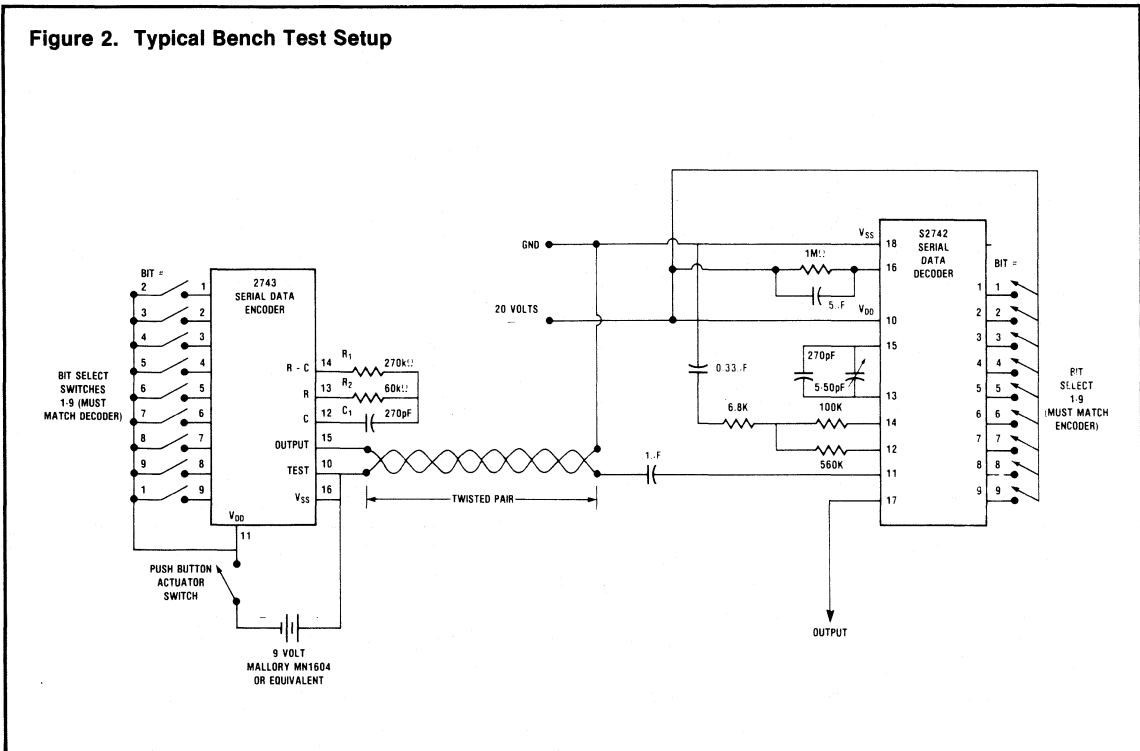 Figure 2. Typical Bench Test Setup
BIT =
2
3
4
5
6
7
8
9
1
BIT SELECT
SWITCHES
1-9 (MUST
MATCH DECODER)
1
2
3
4
5
6
7
8
9
2743
SERIAL DATA
ENCODER
R - C
R
C
OUTPUT
TEST
VSS
VDD
14
13
12
15
10
16
11
R1
270kΩ
R2
60kΩ
C1
270pF
TWISTED PAIR
PUSH BUTTON
ACTUATOR
SWITCH
–
9 VOLT
MALLORY MN1604
OR EQUIVALENT
GND
20 VOLTS
–
VSS
1MΩ
5
F
VDD
0.33
F
270pF
5-50pF
6.8K
100K
560K
1
F
18
16
10
15
13
14
12
11
17
S2742
SERIAL
DATA
DECODER
1
2
3
4
5
6
7
8
9
BIT =
1
2
3
4
5
6
7
8
9
BIT
SELECT
1-9
(MUST MATCH
ENCODER)
OUTPUT